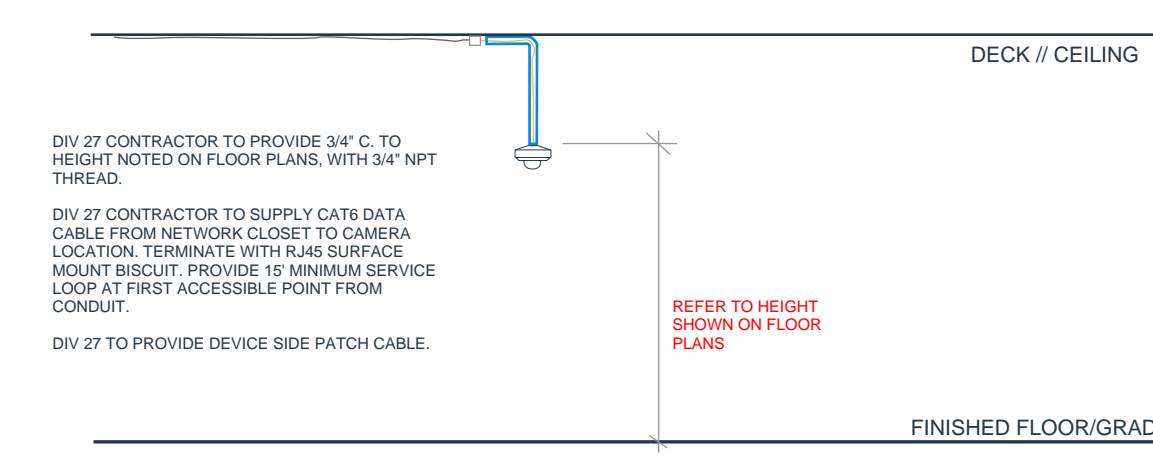 DECK // CEILING
DIV 27 CONTRACTOR TO PROVIDE 3/4" C. TO
HEIGHT NOTED ON FLOOR PLANS, WITH 3/4" NPT
THREAD.
DIV 27 CONTRACTOR TO SUPPLY CAT6 DATA
CABLE FROM NETWORK CLOSET TO CAMERA
LOCATION. TERMINATE WITH RJ45 SURFACE
MOUNT BISCUIT. PROVIDE 15' MINIMUM SERVICE
LOOP AT FIRST ACCESSIBLE POINT FROM
CONDUIT.
DIV 27 TO PROVIDE DEVICE SIDE PATCH CABLE.
REFER TO HEIGHT
SHOWN ON FLOOR
PLANS
FINISHED FLOOR/GRAD